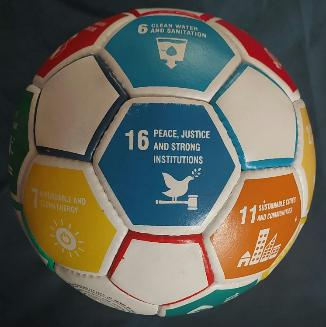 6 CLEAN WATER
AND SANITATION
16 PEACE, JUSTICE
AND STRONG
INSTITUTIONS
7 AFFORDABLE AND
CLEAN ENERGY
11 SUSTAINABLE CITIES
AND COMMUNITIES